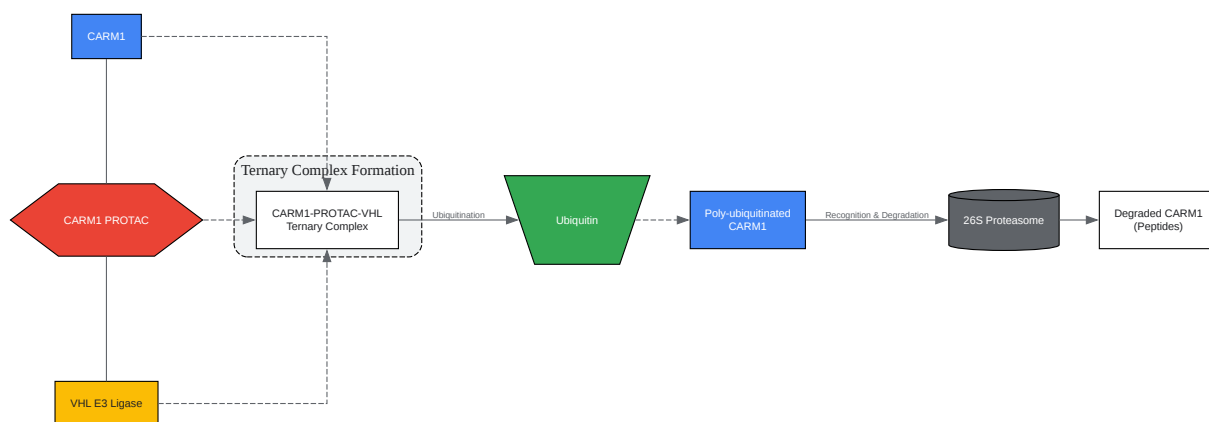 CARM1
Ternary Complex Formation
CARM1 PROTAC
CARM1-PROTAC-VHL
Ternary Complex
Ubiquitination
Ubiquitin
Poly-ubiquitinated
CARM1
Recognition & Degradation
26S Proteasome
Degraded CARM1
(Peptides)
VHL E3 Ligase